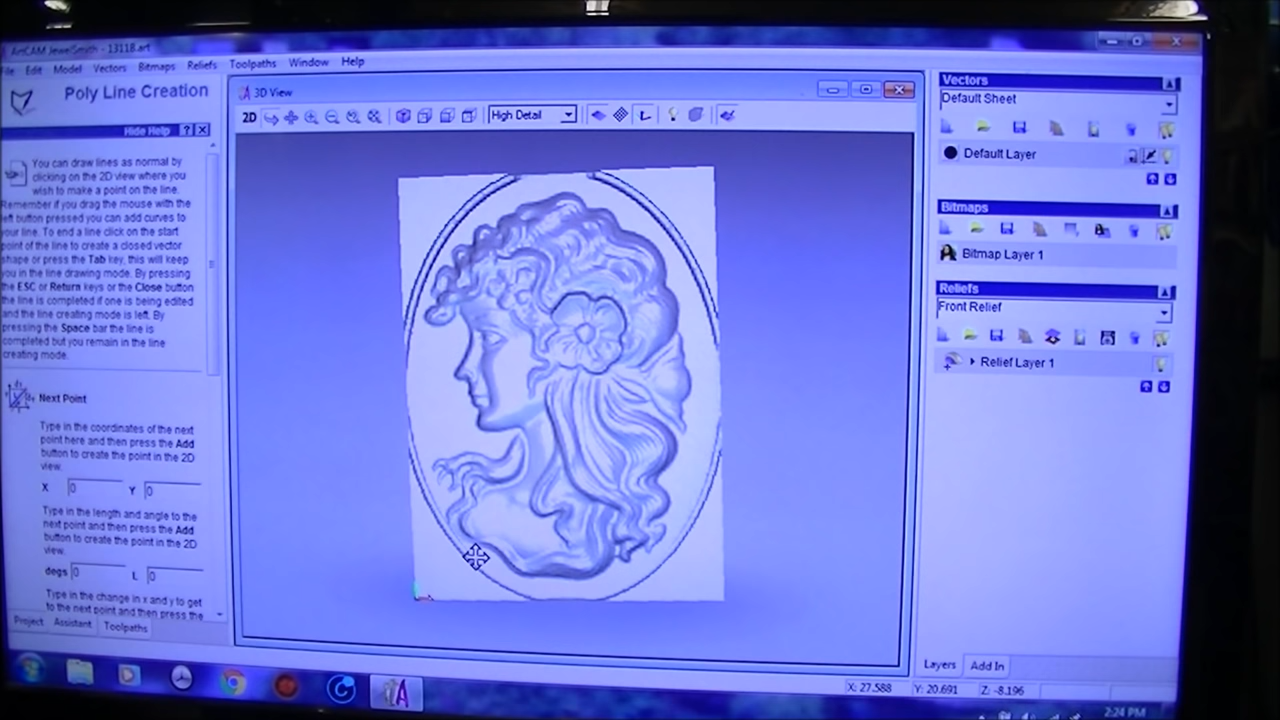 ArtCAM JewelSmith - 13118.art
File Edit Model Vectors Bitmaps Reliefs Toolpaths Window Help
Poly Line Creation
Hide Help ? X
You can draw lines as normal by
clicking on the 2D view where you
wish to make a point on the line.
Remember if you drag the mouse with the
left button pressed you can add curves to
your line. To end a line click on the start
point of the line to create a closed vector
shape or press the Tab key, this will keep
you in the line drawing mode. By pressing
the ESC or Return keys or the Close button
the line is completed if one is being edited
and the line creating mode is left. By
pressing the Space bar the line is
completed but you remain in the line
creating mode.
Next Point
Type in the coordinates of the next
point here and then press the Add
button to create the point in the 2D
view.
X 0 Y 0
Type in the length and angle to the
next point and then press the Add
button to create the point in the 2D
view.
degs 0 L 0
Type in the change in x and y to get
to the next point and then press the
Project Assistant Toolpaths
3D View
2D High Detail
Vectors
Default Sheet
Default Layer
Bitmaps
Bitmap Layer 1
Reliefs
Front Relief
Relief Layer 1
Layers Add In
X: 27.588 Y: 20.691 Z: -8.196
2:24 PM